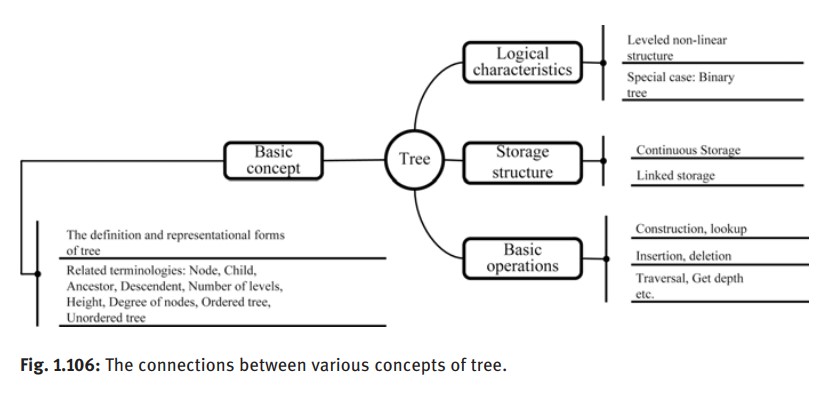 Logical
characteristics
Leveled non-linear
structure
Special case: Binary
tree
Basic
concept
Tree
Storage
structure
Continuous Storage
Linked storage
The definition and representational forms
of tree
Related terminologies: Node, Child,
Ancestor, Descendent, Number of levels,
Height, Degree of nodes, Ordered tree,
Unordered tree
Basic
operations
Construction, lookup
Insertion, deletion
Traversal, Get depth
etc.
Fig. 1.106: The connections between various concepts of tree.